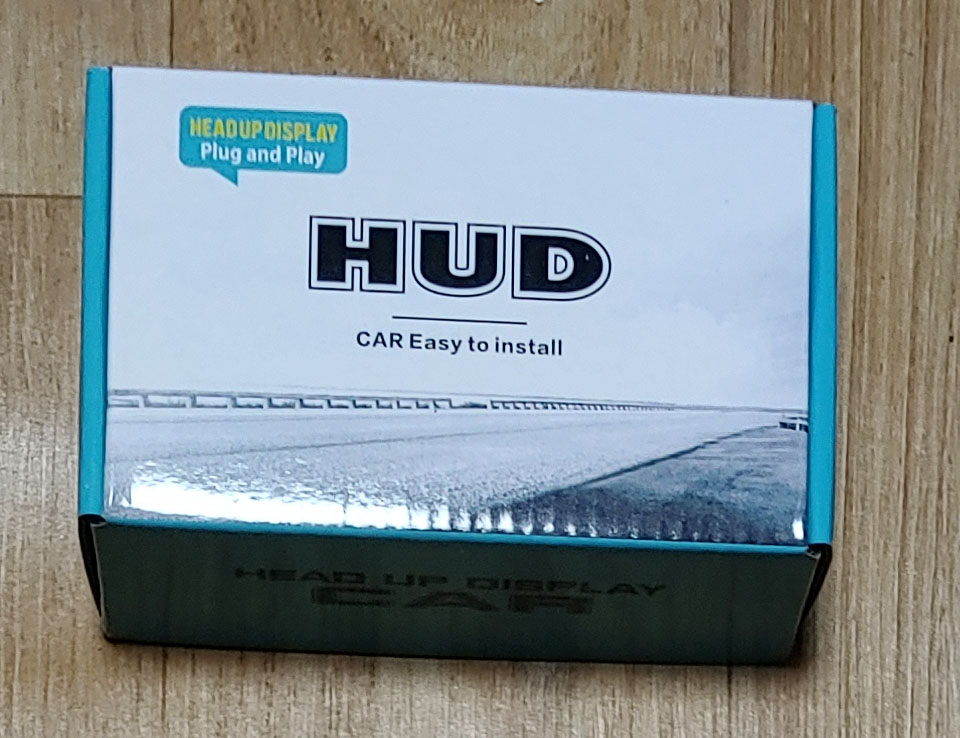 HEAD UP DISPLAY
Plug and Play
HUD
CAR Easy to install
HEAD UP DISPLAY
CAR